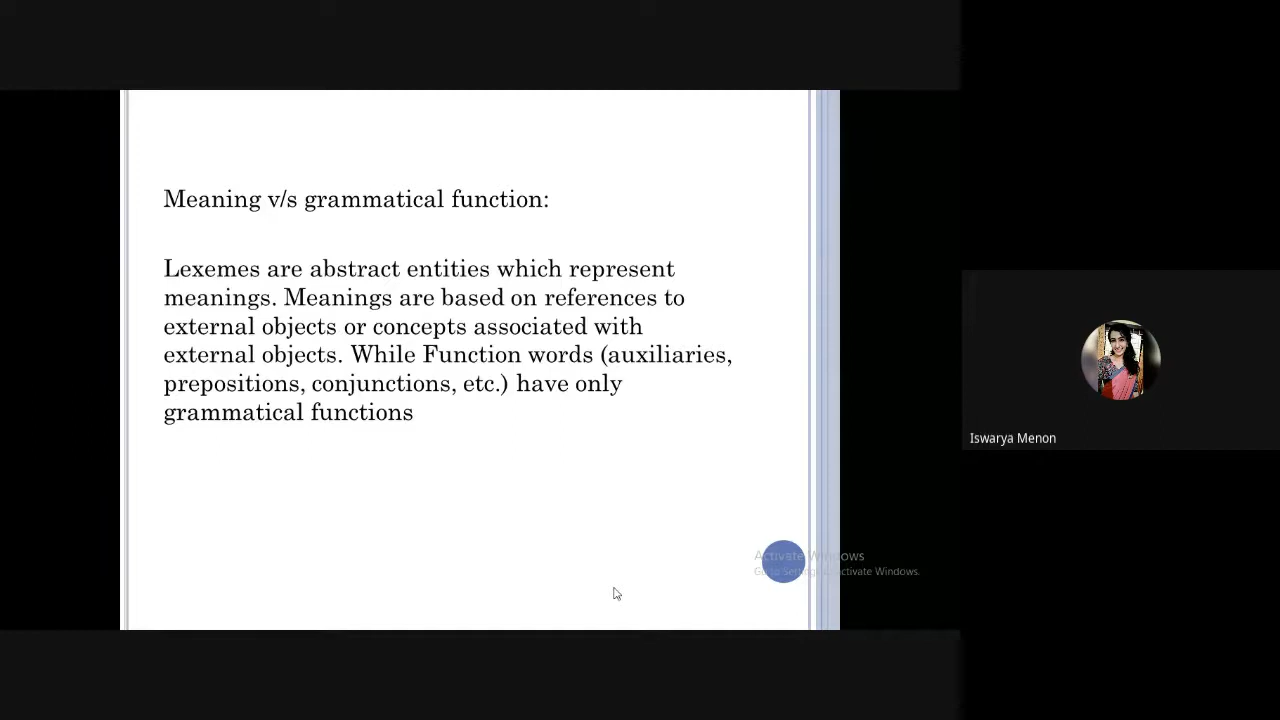 Meaning v/s grammatical function:
Lexemes are abstract entities which represent
meanings. Meanings are based on references to
external objects or concepts associated with
external objects. While Function words (auxiliaries,
prepositions, conjunctions, etc.) have only
grammatical functions
Iswarya Menon
Activate Windows
Go to Settings to activate Windows.